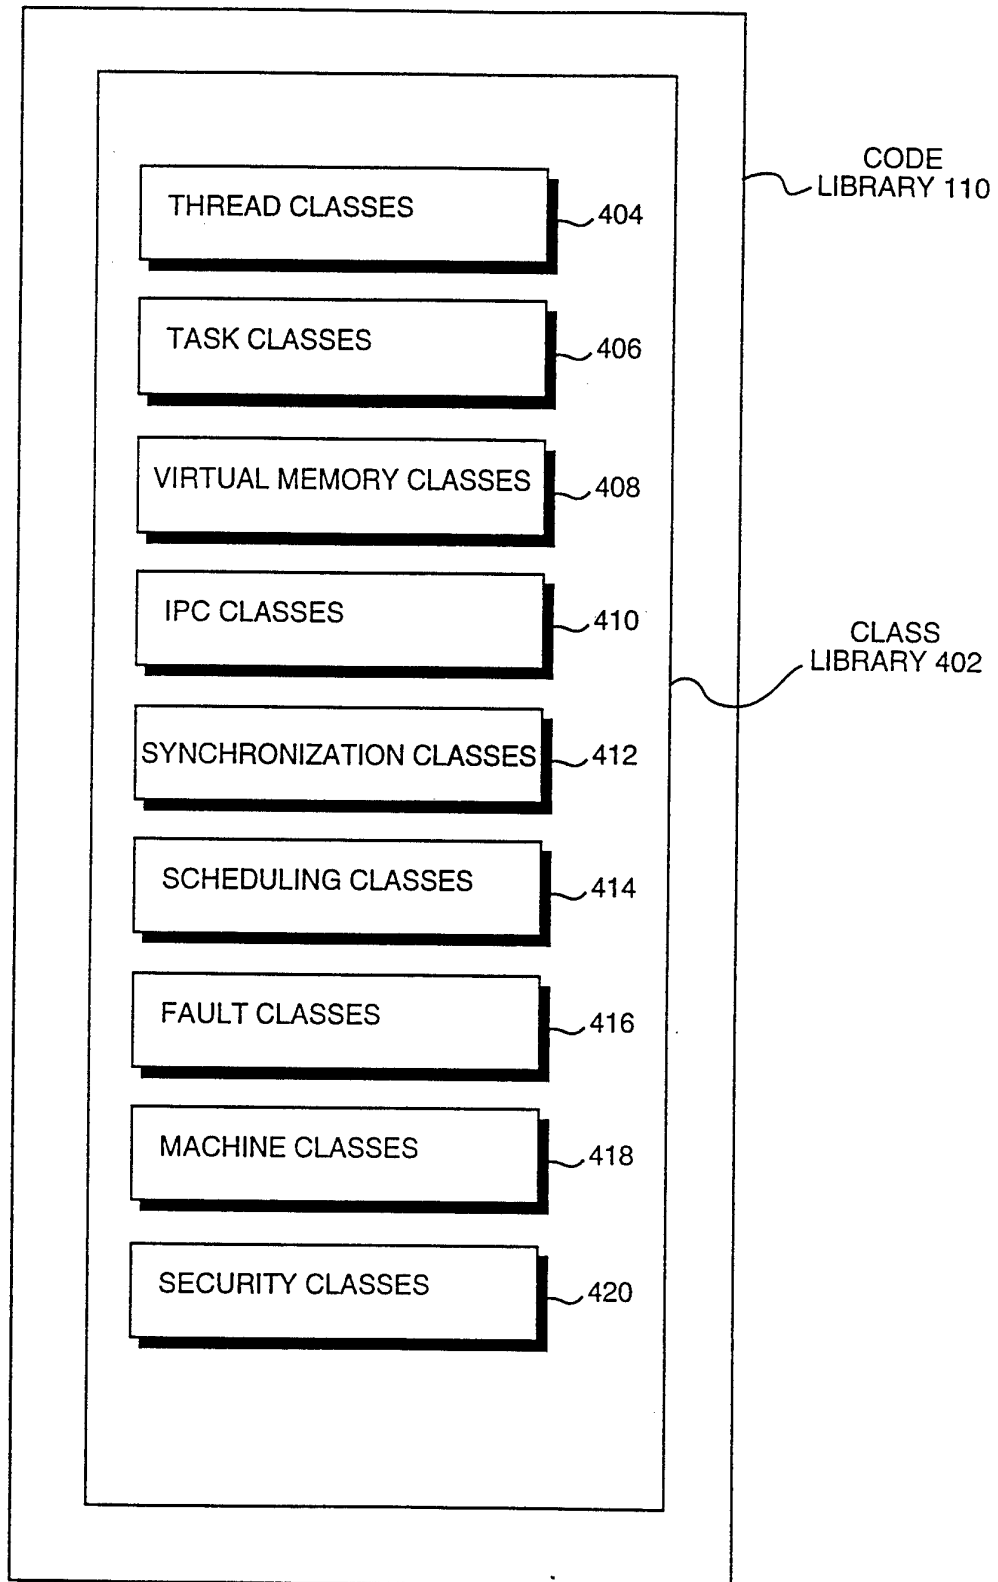 CODE
LIBRARY 110
THREAD CLASSES
404
TASK CLASSES
406
VIRTUAL MEMORY CLASSES
408
IPC CLASSES
410
CLASS
LIBRARY 402
SYNCHRONIZATION CLASSES
412
SCHEDULING CLASSES
414
FAULT CLASSES
416
MACHINE CLASSES
418
SECURITY CLASSES
420